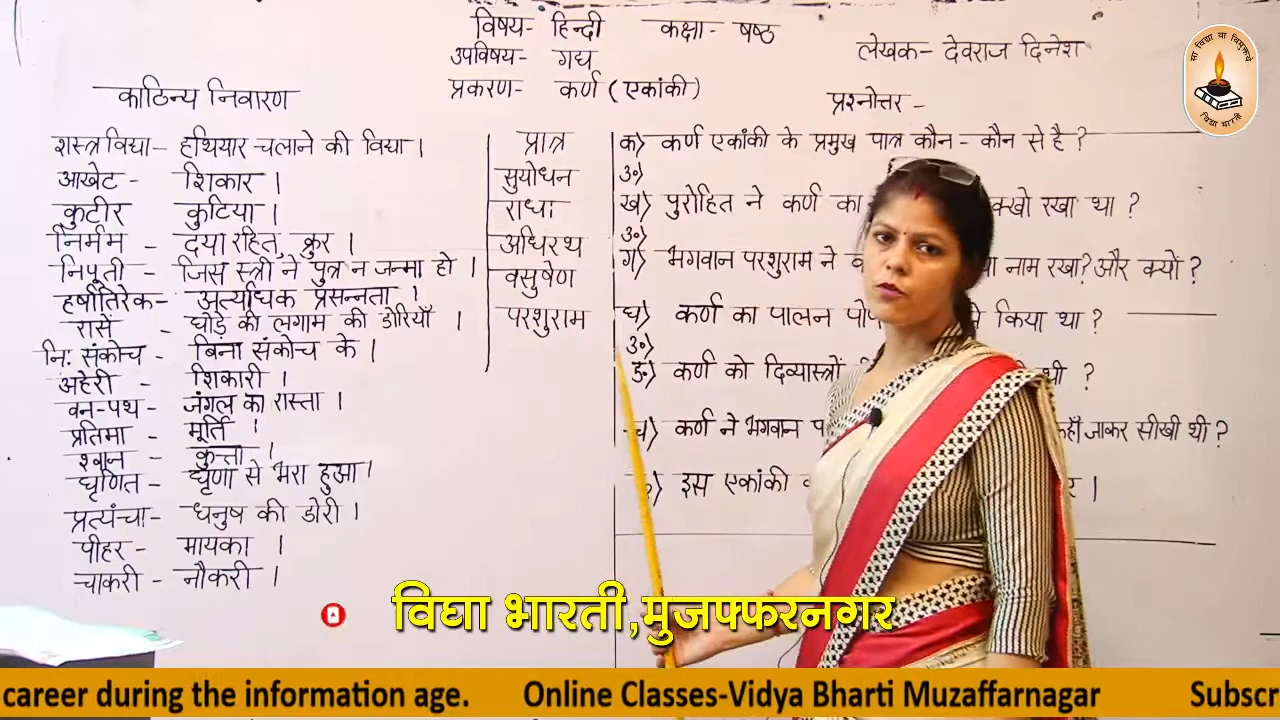 विषय- हिन्दी कक्षा- षष्ठ
उपविषय- गद्य
लेखक- देवराज दिनेश
प्रकरण- कर्ण (एकांकी)
काठिन्य निवारण
शस्त्रविद्या- हथियार चलाने की विद्या।
आखेट- शिकार।
कुटीर कुटिया।
निर्मम - दया रहित, क्रुर।
निपूती - जिस स्त्री ने पुत्र न जन्मा हो।
हर्षातिरेक- अत्यधिक प्रसन्नता।
रासें - घोड़े की लगाम की डोरियाँ।
नि: संकोच - बिना संकोच के।
अहेरी - शिकारी।
वन-पथ- जंगल का रास्ता।
प्रतिमा - मूर्ति।
श्वान - कुत्ता।
घृणित - घृणा से भरा हुआ।
प्रत्यंचा- धनुष की डोरी।
पीहर - मायका।
चाकरी - नौकरी।
पात्र
सुयोधन
राधा
अधिरथ
वसुषेण
परशुराम
प्रश्नोत्तर -
क) कर्ण एकांकी के प्रमुख पात्र कौन - कौन से है?
उ०)
ख) पुरोहित ने कर्ण का क्यो रखा था?
उ०)
ग) भगवान परशुराम ने नाम रखा? और क्यों?
घ) कर्ण का पालन किया था?
उ०)
ङ) कर्ण को दिव्यास्त्रों थी?
च) कर्ण ने भगवान कहाँ जाकर सीखी थी?
इस एकांकी
सा विद्या या विमुक्तये
विद्या भारती
विद्या भारती,मुजफ्फरनगर
career during the information age. Online Classes-Vidya Bharti Muzaffarnagar Subscr